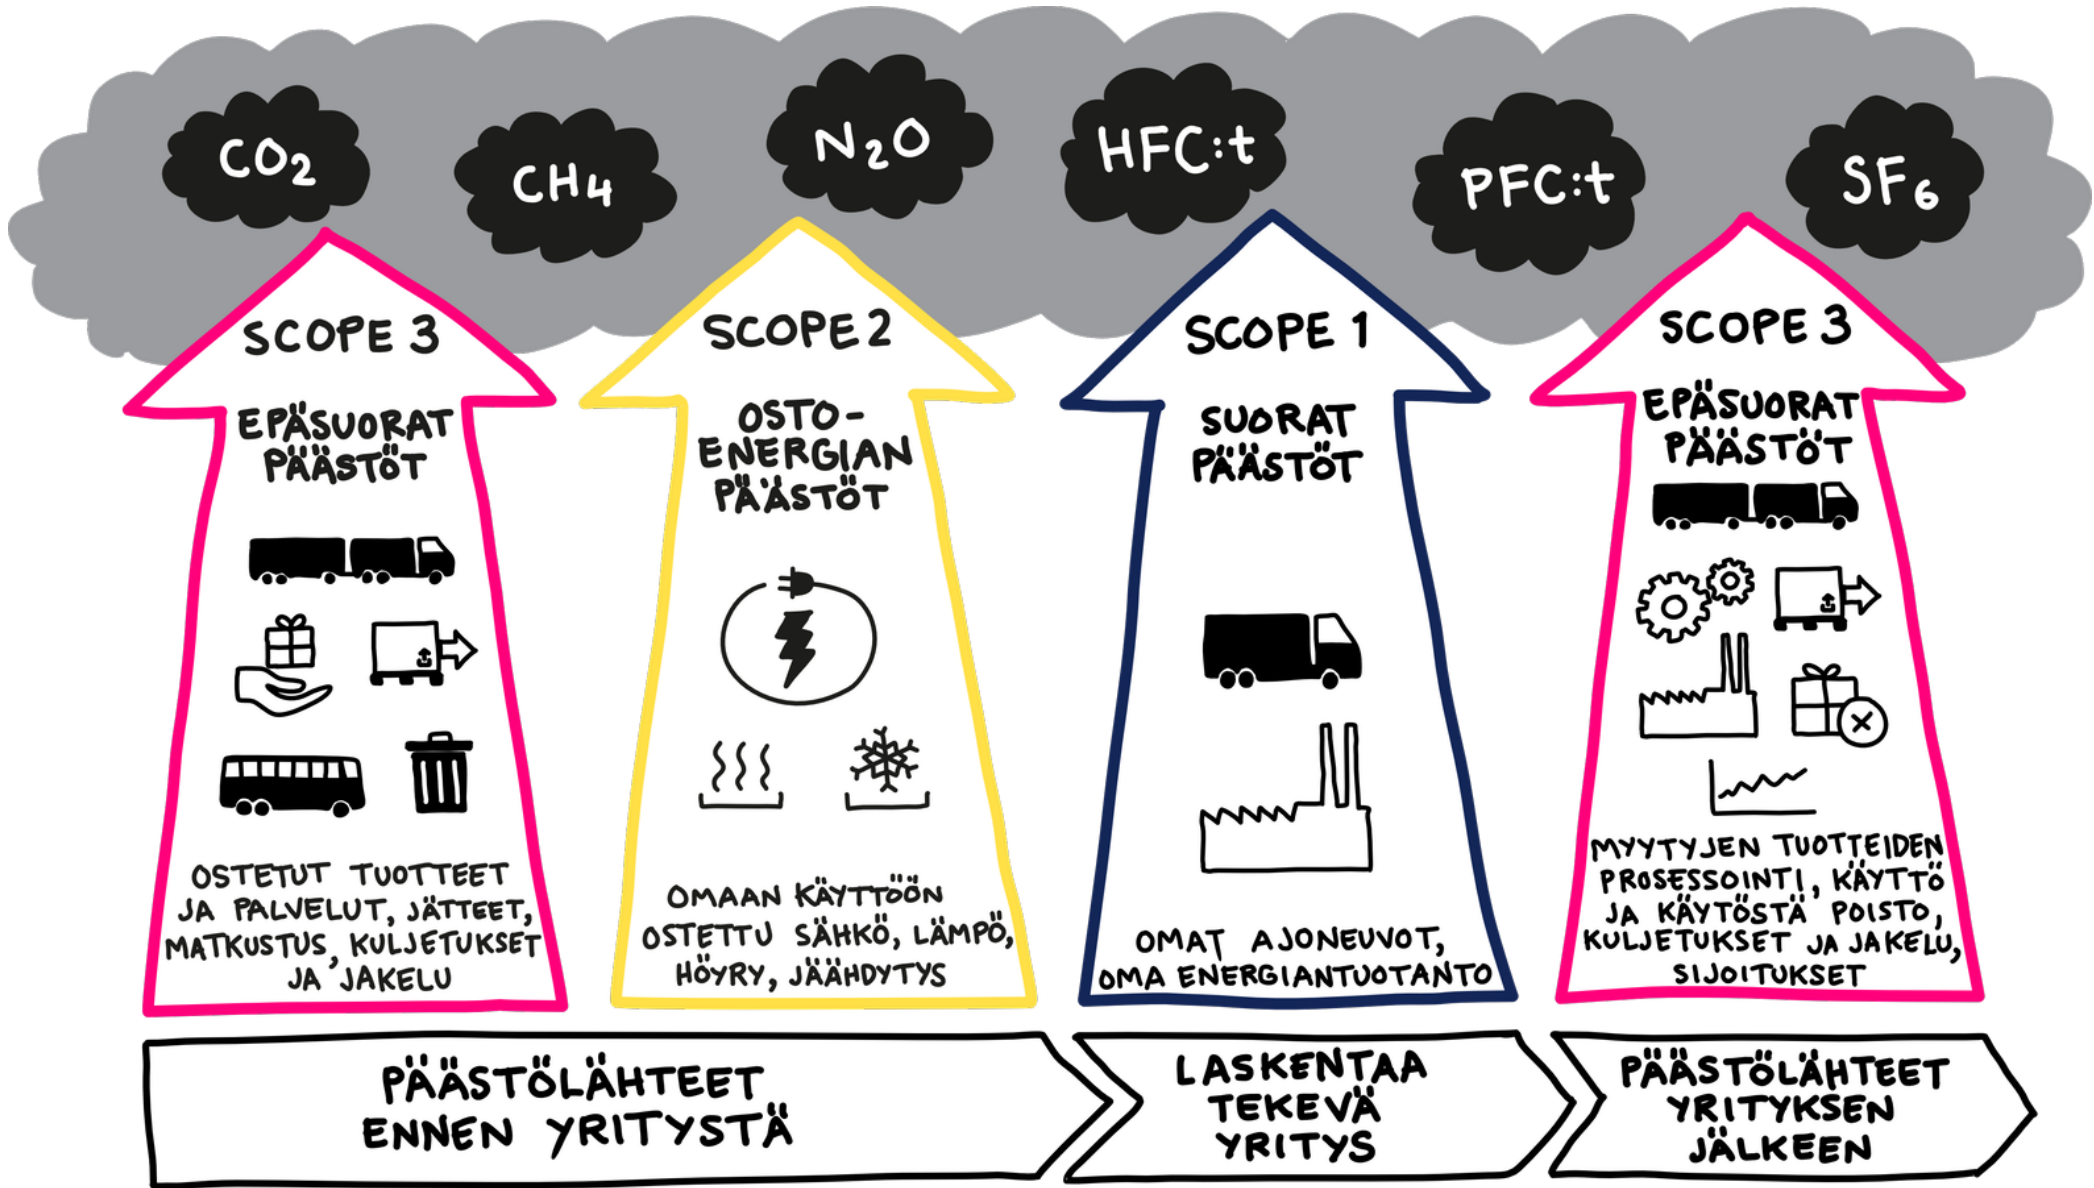 CO₂
CH₄
N₂O
HFC:t
PFC:t
SF₆
SCOPE 3
EPÄSUORAT
PÄÄSTÖT
OSTETUT TUOTTEET
JA PALVELUT, JÄTTEET,
MATKUSTUS, KULJETUKSET
JA JAKELU
SCOPE 2
OSTO-
ENERGIAN
PÄÄSTÖT
OMAAN KÄYTTÖÖN
OSTETTU SÄHKÖ, LÄMPÖ,
HÖYRY, JÄÄHDYTYS
SCOPE 1
SUORAT
PÄÄSTÖT
OMAT AJONEUVOT,
OMA ENERGIANTUOTANTO
SCOPE 3
EPÄSUORAT
PÄÄSTÖT
MYYTYJEN TUOTTEIDEN
PROSESSOINTI, KÄYTTÖ
JA KÄYTÖSTÄ POISTO,
KULJETUKSET JA JAKELU,
SIJOITUKSET
PÄÄSTÖLÄHTEET
ENNEN YRITYSTÄ
LASKENTAA
TEKEVÄ
YRITYS
PÄÄSTÖLÄHTEET
YRITYKSEN
JÄLKEEN